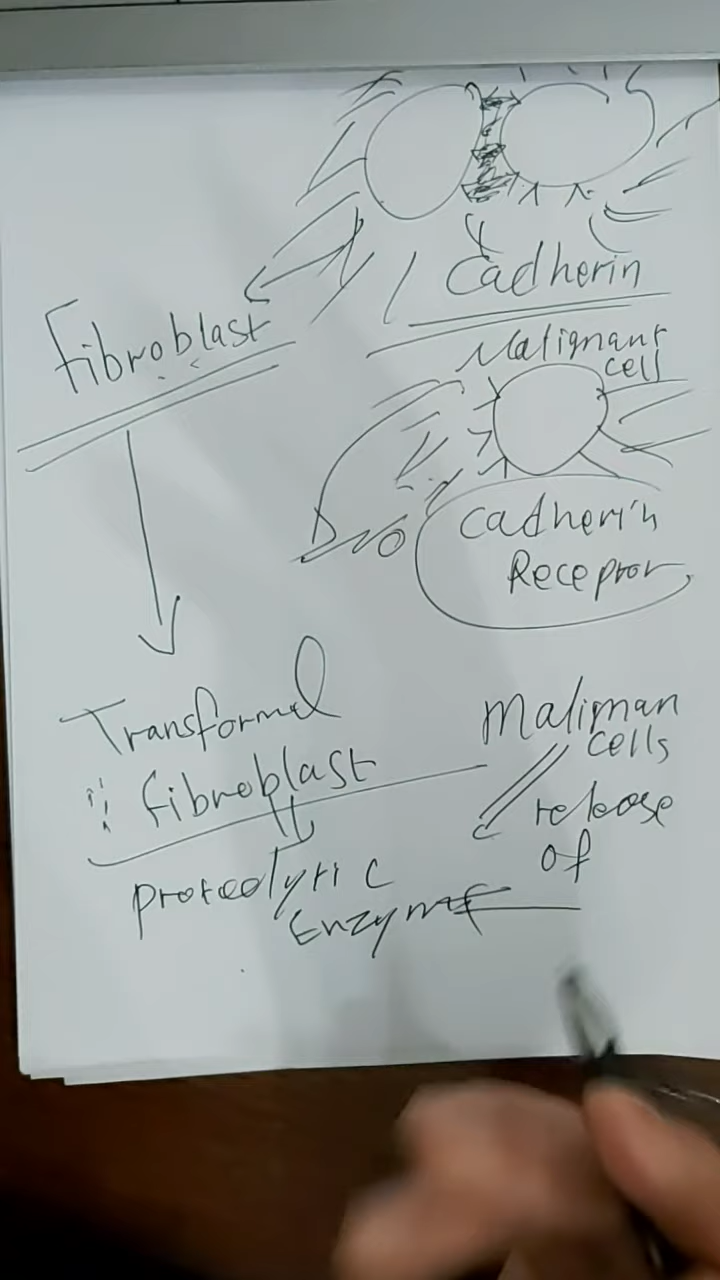 Cadherin
Fibroblast
Malignant
cell
Cadherin
Receptor
Transformed
fibroblast
Maliman
cells
release
of
Proteolytic
Enzyme